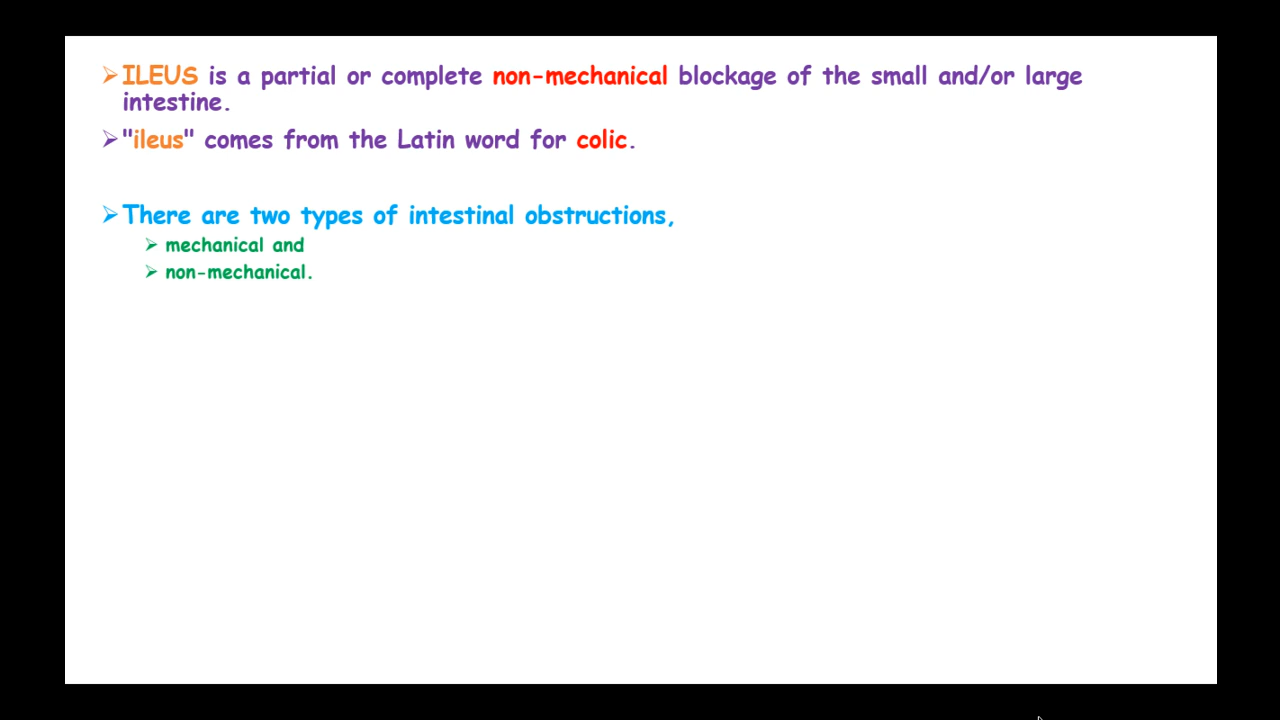 ILEUS is a partial or complete non-mechanical blockage of the small and/or large
intestine.
"ileus" comes from the Latin word for colic.
There are two types of intestinal obstructions,
mechanical and
non-mechanical.